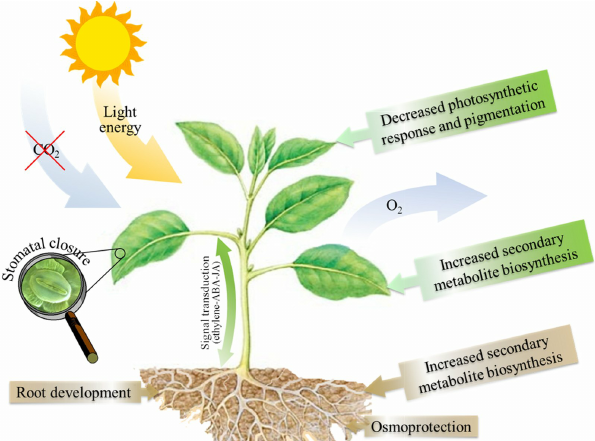 Light
energy
CO2
Decreased photosynthetic
response and pigmentation
O2
Stomatal closure
Signal transduction
(ethylene-ABA-JA)
Increased secondary
metabolite biosynthesis
Increased secondary
metabolite biosynthesis
Root development
Osmoprotection